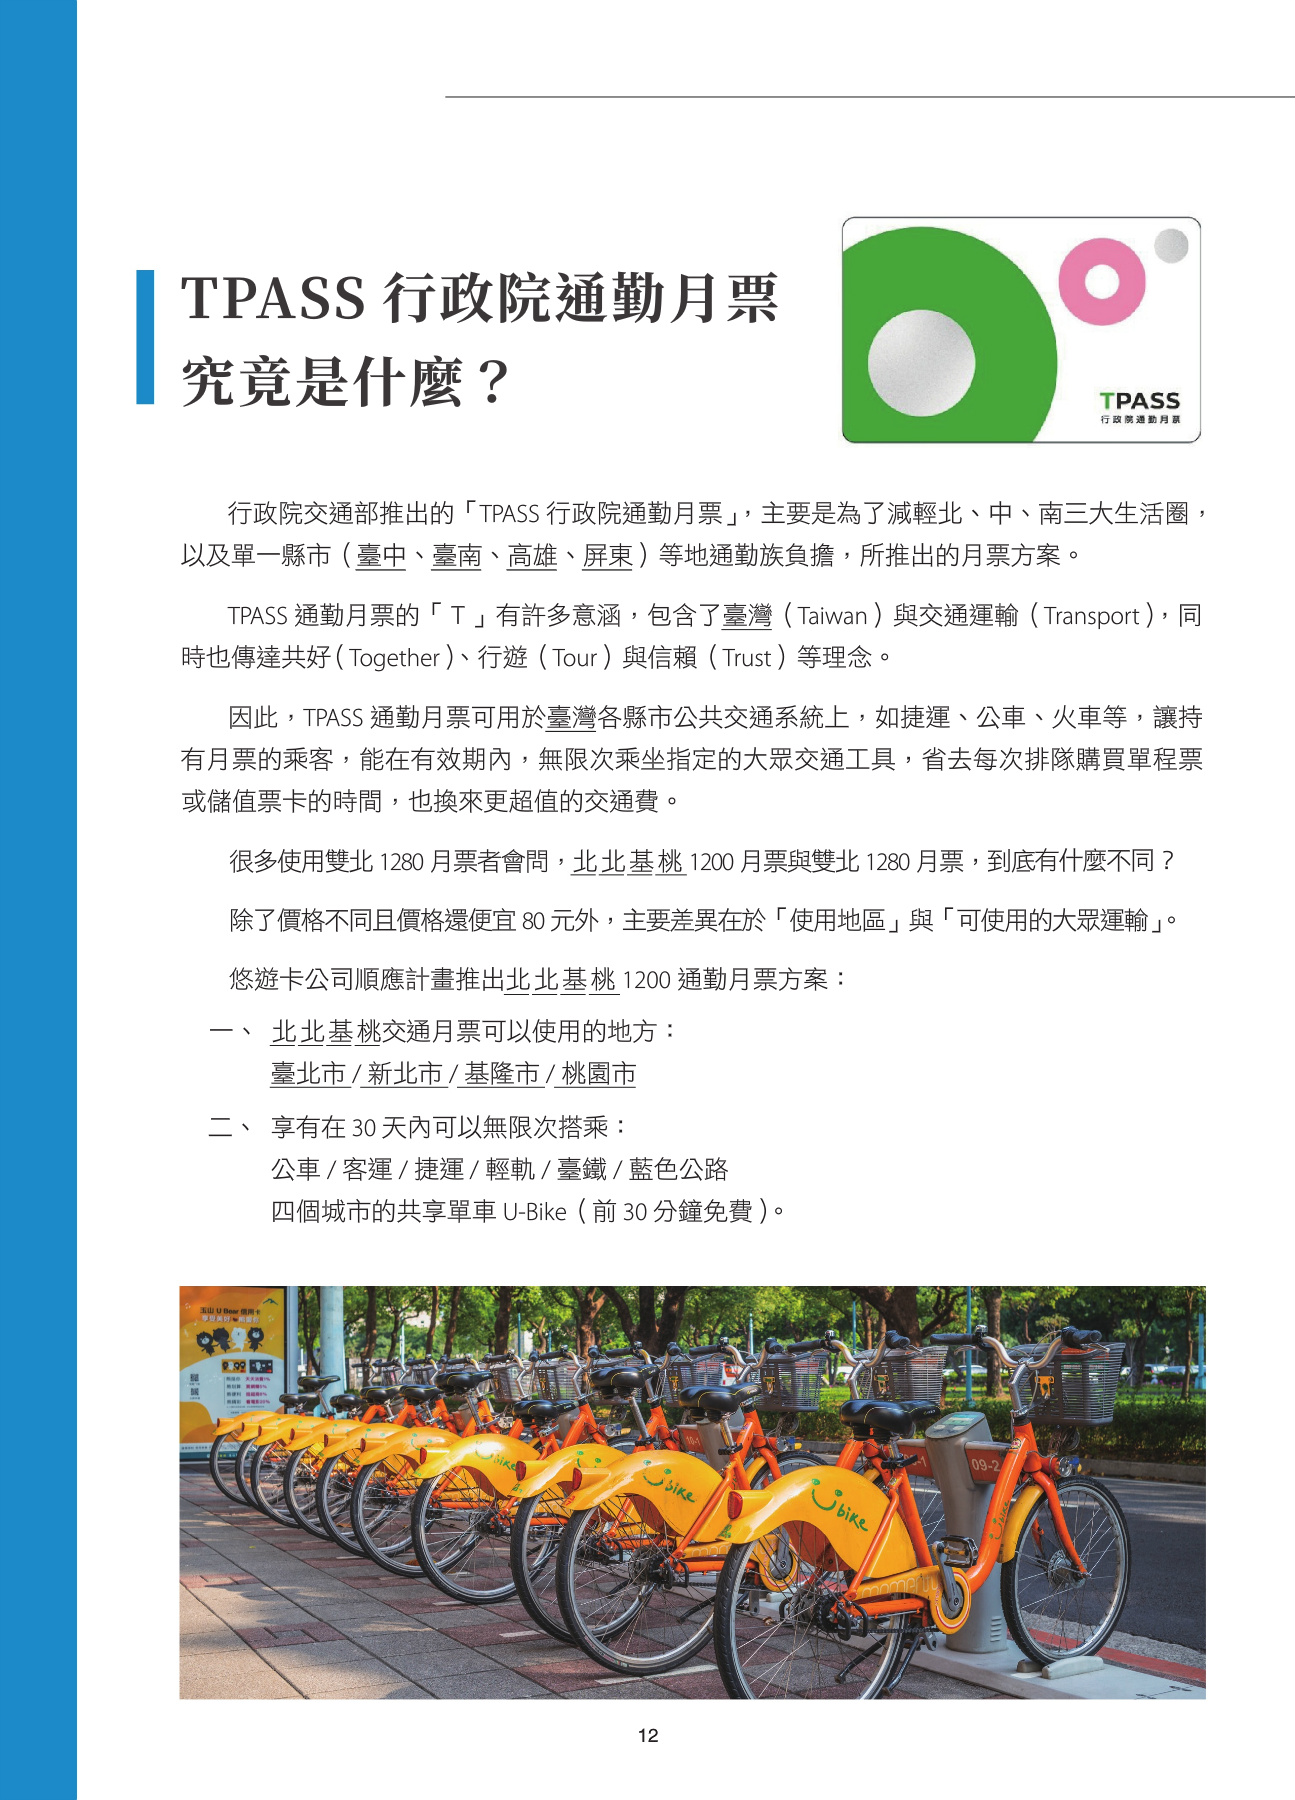 TPASS 行政院通勤月票
究竟是什麼？
TPASS
行政院通勤月票
行政院交通部推出的「TPASS 行政院通勤月票」，主要是為了減輕北、中、南三大生活圈，
以及單一縣市（臺中、臺南、高雄、屏東）等地通勤族負擔，所推出的月票方案。
TPASS 通勤月票的「T」有許多意涵，包含了臺灣（Taiwan）與交通運輸（Transport），同
時也傳達共好（Together）、行遊（Tour）與信賴（Trust）等理念。
因此，TPASS 通勤月票可用於臺灣各縣市公共交通系統上，如捷運、公車、火車等，讓持
有月票的乘客，能在有效期內，無限次乘坐指定的大眾交通工具，省去每次排隊購買單程票
或儲值票卡的時間，也換來更超值的交通費。
很多使用雙北 1280 月票者會問，北北基桃 1200 月票與雙北 1280 月票，到底有什麼不同？
除了價格不同且價格還便宜 80 元外，主要差異在於「使用地區」與「可使用的大眾運輸」。
悠遊卡公司順應計畫推出北北基桃 1200 通勤月票方案：
一、 北北基桃交通月票可以使用的地方：
臺北市 / 新北市 / 基隆市 / 桃園市
二、 享有在 30 天內可以無限次搭乘：
公車 / 客運 / 捷運 / 輕軌 / 臺鐵 / 藍色公路
四個城市的共享單車 U-Bike（前 30 分鐘免費）。
玉山 U Bear 信用卡
10-1
09-2
Ubike
Ubike
Ubike
12